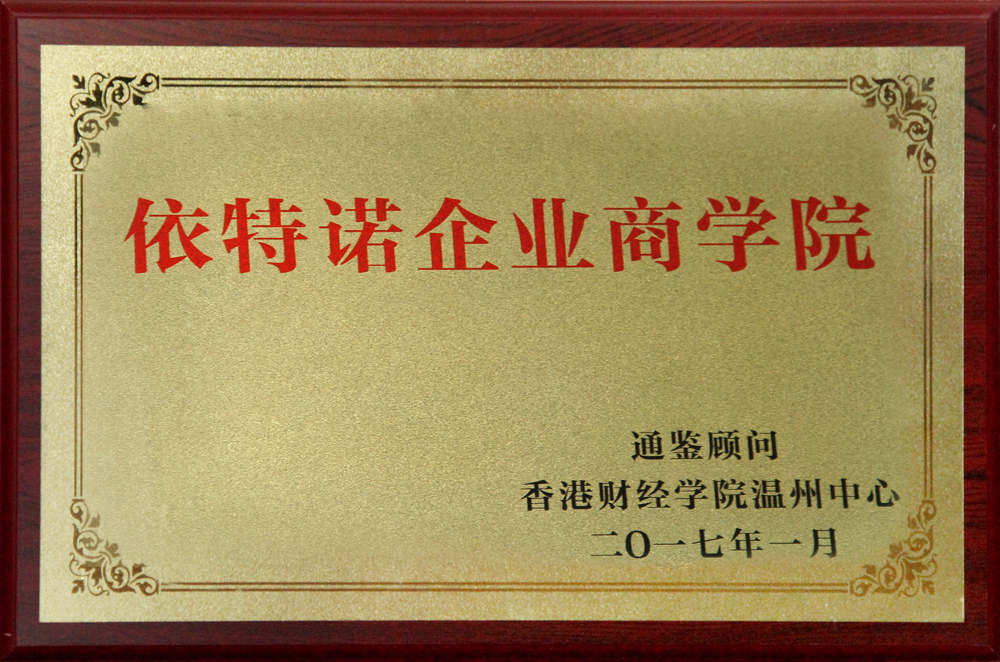 依特诺企业商学院
通鉴顾问
香港财经学院温州中心
二〇一七年一月